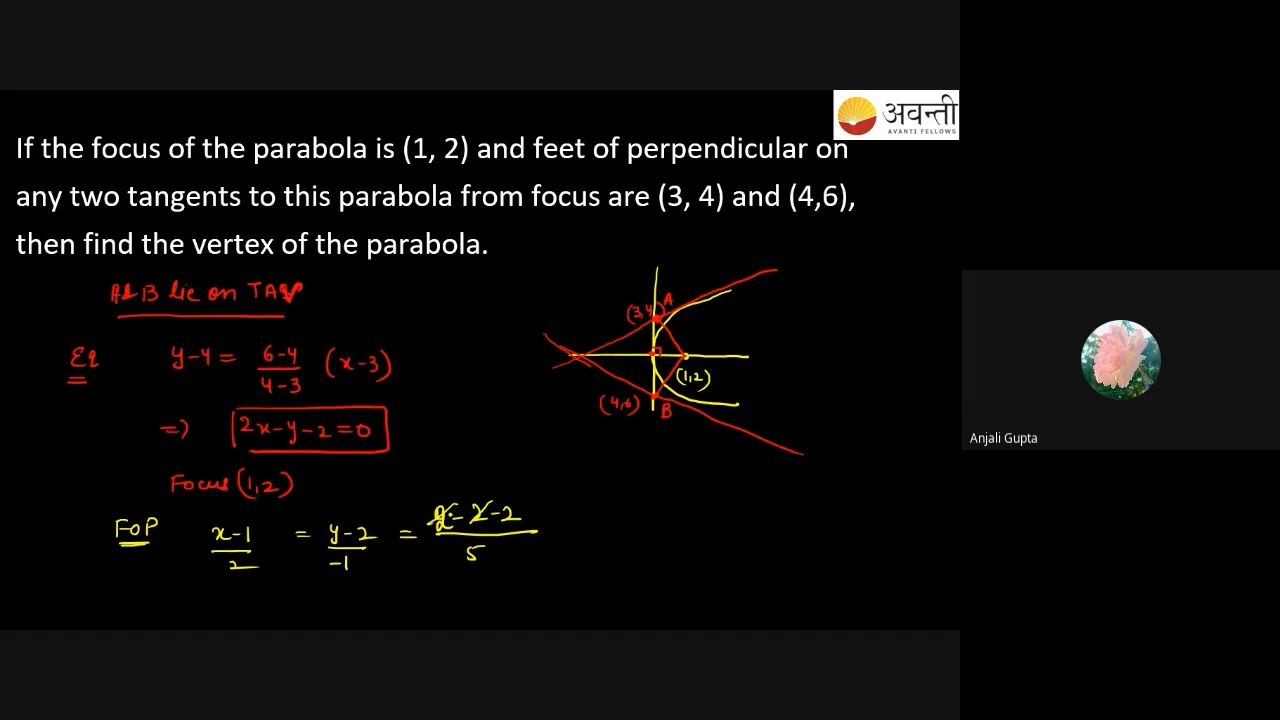 अवन्ती
AVANTI FELLOWS
If the focus of the parabola is (1, 2) and feet of perpendicular on
any two tangents to this parabola from focus are (3, 4) and (4,6),
then find the vertex of the parabola.
A & B lie on TAV
Eq y-4 = 6-4/4-3 (x-3)
=) 2x-y-2=0
Focus (1,2)
FOP x-1/2 = y-2/-1 = -2-2/5
(3,4) A
(1,2)
(4,6) B
Anjali Gupta